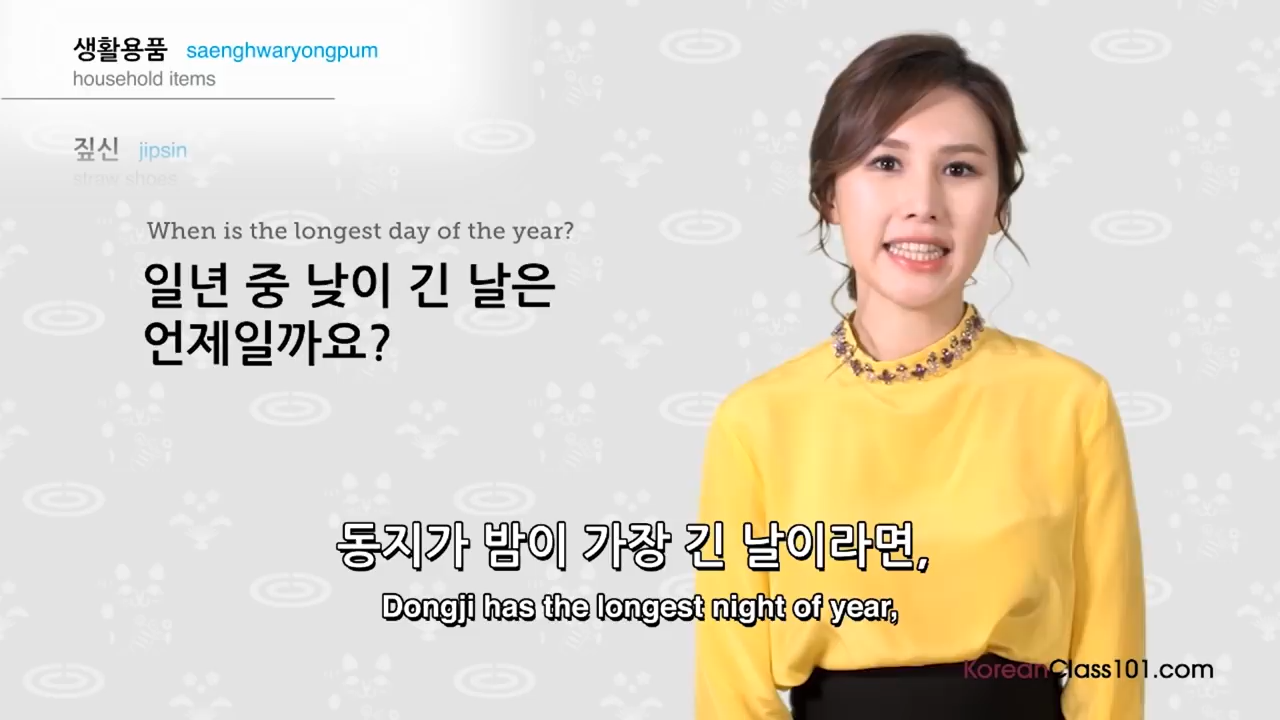 생활용품 saenghwaryongpum
household items
짚신 jipsin
straw shoes
When is the longest day of the year?
일년 중 낮이 긴 날은
언제일까요?
동지가 밤이 가장 긴 날이라면,
Dongji has the longest night of year,
KoreanClass101.com